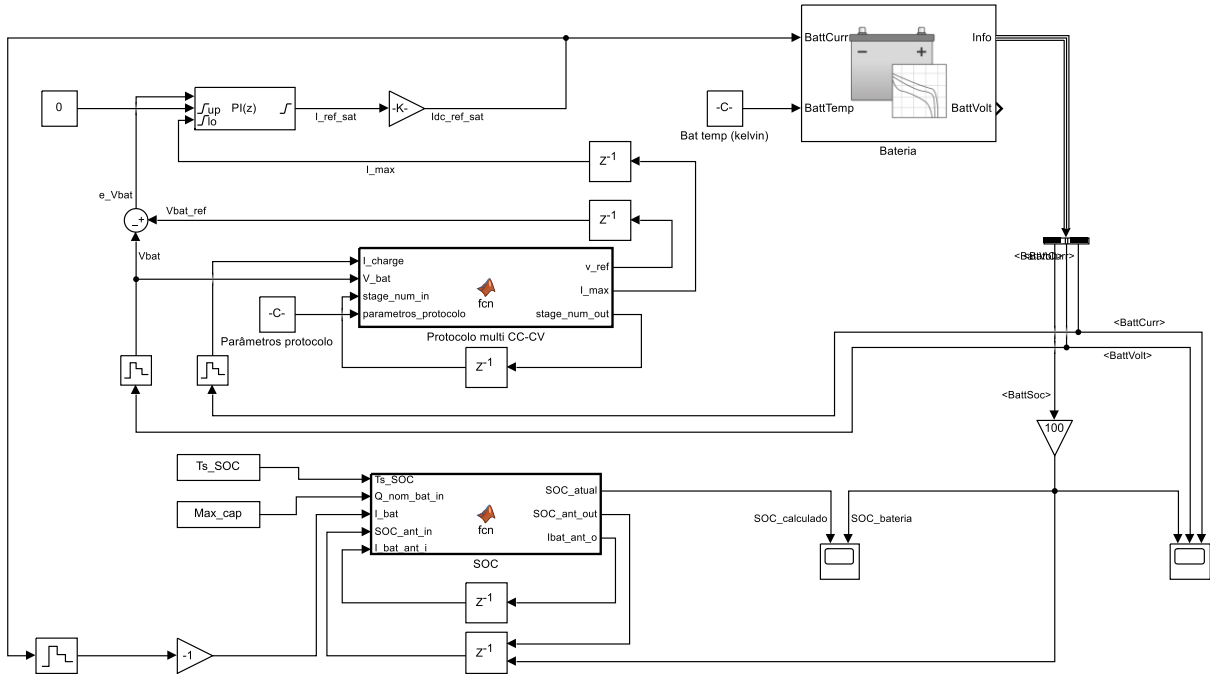 BattCurr
Info
0
up
lo
PI(z)
I_ref_sat
-K-
Idc_ref_sat
-C-
Bat temp (kelvin)
BattTemp
BattVolt
Bateria
I_max
Z-1
e_Vbat
Vbat_ref
Z-1
Vbat
I_charge
V_bat
stage_num_in
parametros_protocolo
fcn
v_ref
I_max
stage_num_out
-C-
Parâmetros protocolo
Protocolo multi CC-CV
Z-1
<BattCurr>
<BattVolt>
<BattSoc>
100
Ts_SOC
Max_cap
Ts_SOC
Q_nom_bat_in
I_bat
SOC_ant_in
I_bat_ant_i
fcn
SOC_atual
SOC_ant_out
Ibat_ant_o
SOC
SOC_calculado
SOC_bateria
Z-1
Z-1
-1